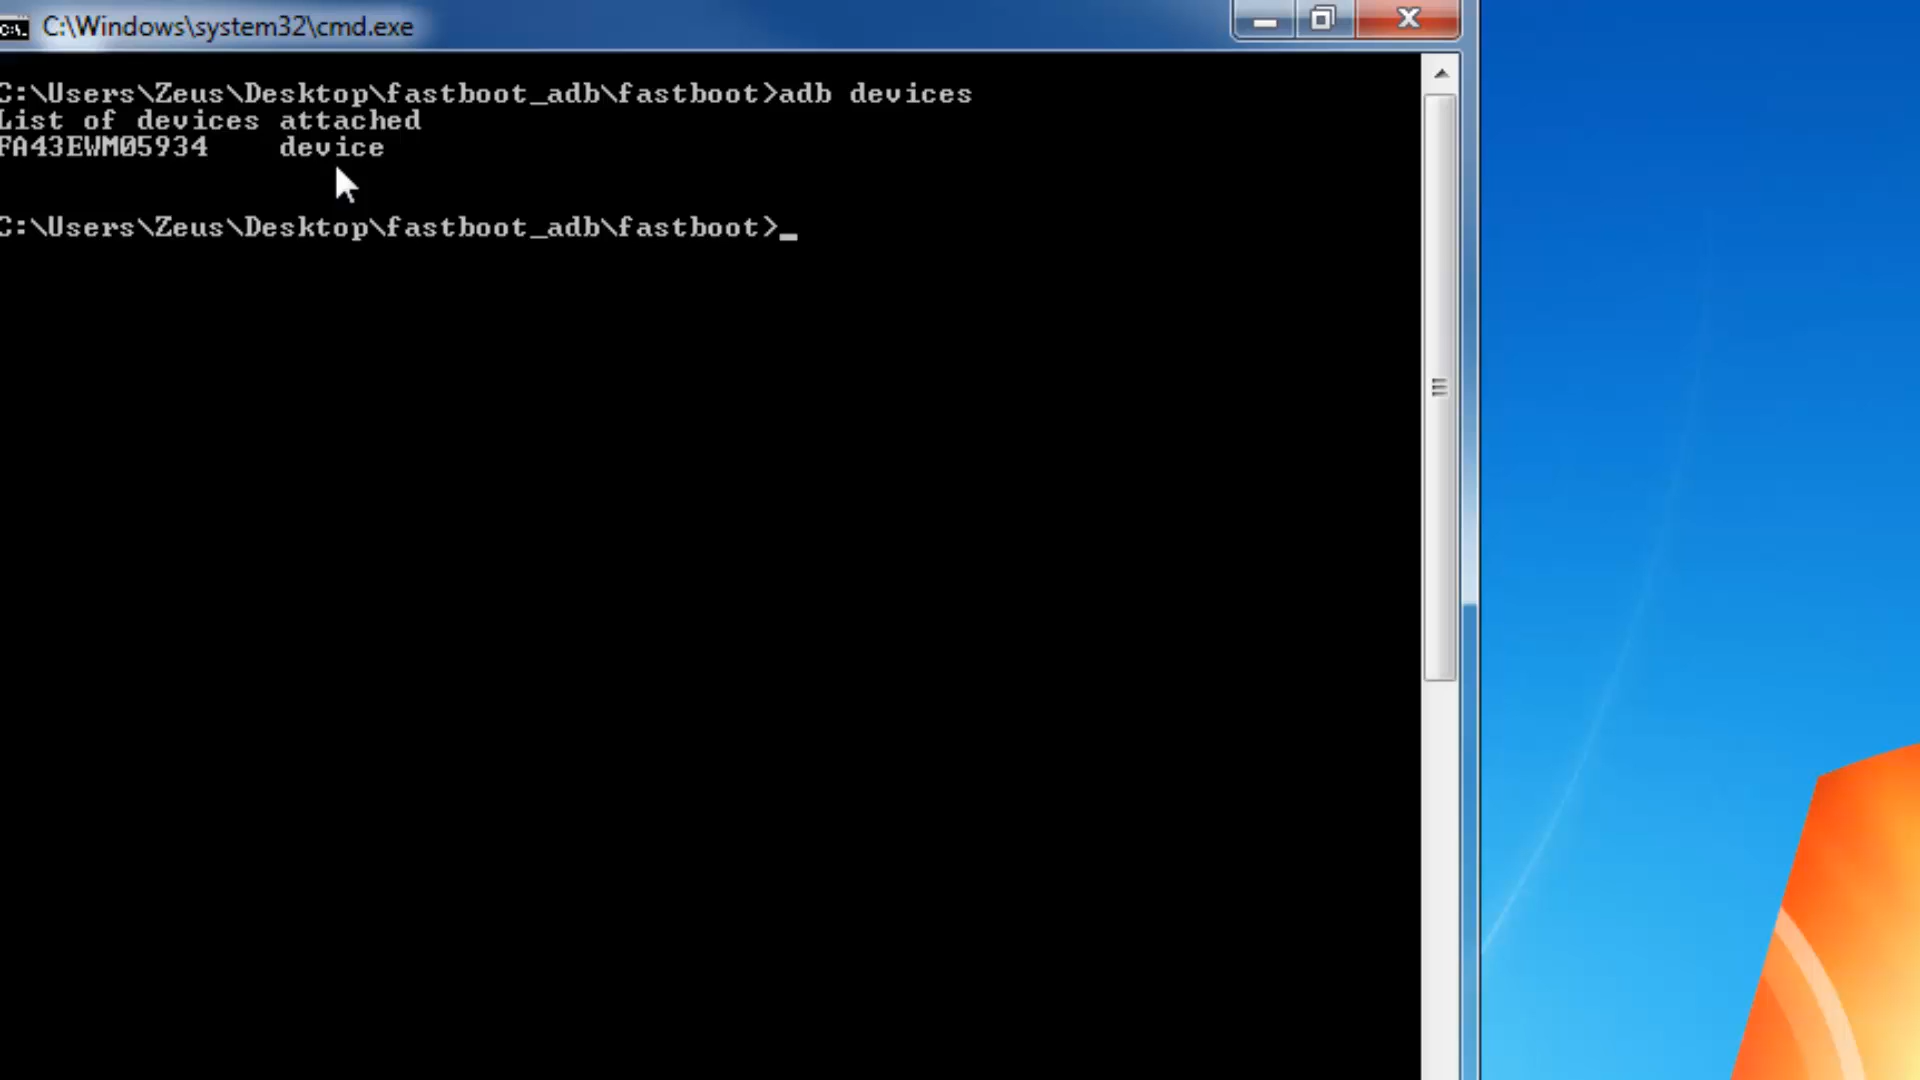 C:\Windows\system32\cmd.exe
C:\Users\Zeus\Desktop\fastboot_adb\fastboot>adb devices
List of devices attached
FA43EWM05934    device
C:\Users\Zeus\Desktop\fastboot_adb\fastboot>_